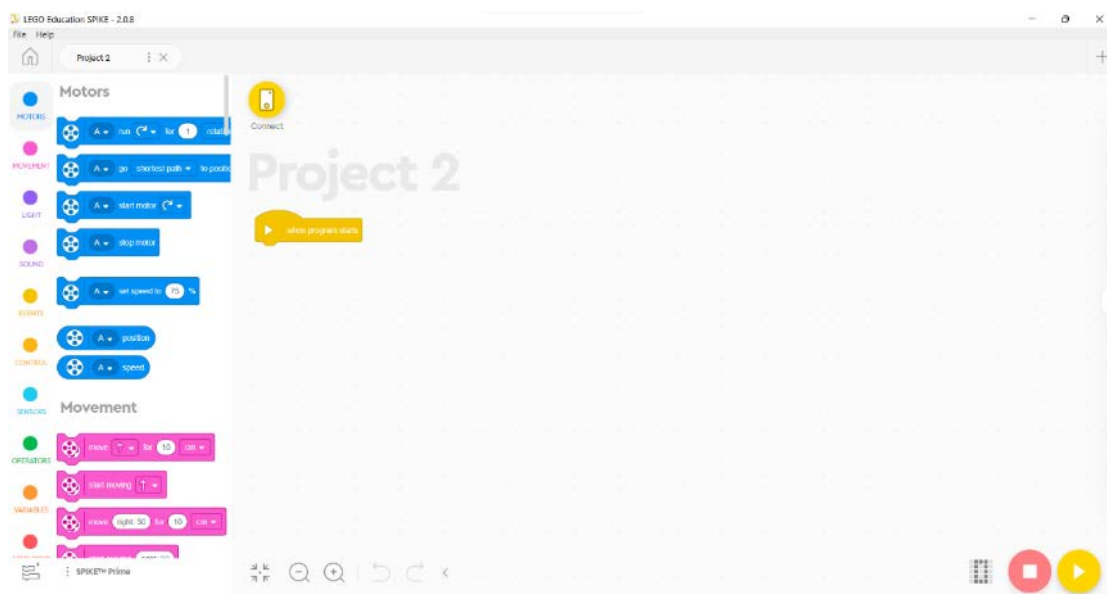 LEGO Education SPIKE - 2.0.8
File Help
Project 2
MOTORS
Motors
A run for 1
A go shortest path to
A start motor
A stop motor
A set speed to 75 %
A position
A speed
MOVEMENT
LIGHT
SOUND
EVENTS
CONTROL
SENSORS
OPERATORS
VARIABLES
Movement
move for 10 cm
start moving
move right: 30 for 10 cm
Connect
Project 2
when program starts
SPIKE™ Prime